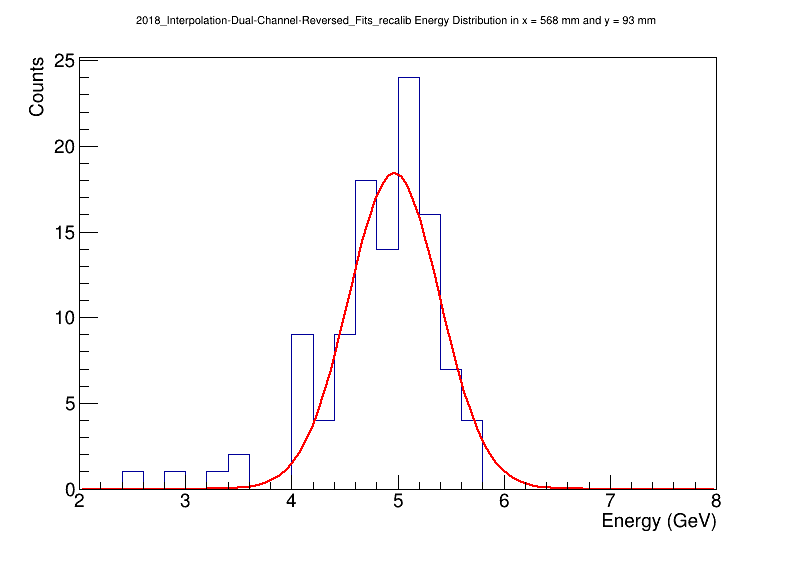 2018_Interpolation-Dual-Channel-Reversed_Fits_recalib Energy Distribution in x = 568 mm and y = 93 mm
Counts
25
20
15
10
5
0
2 3 4 5 6 7 8
Energy (GeV)